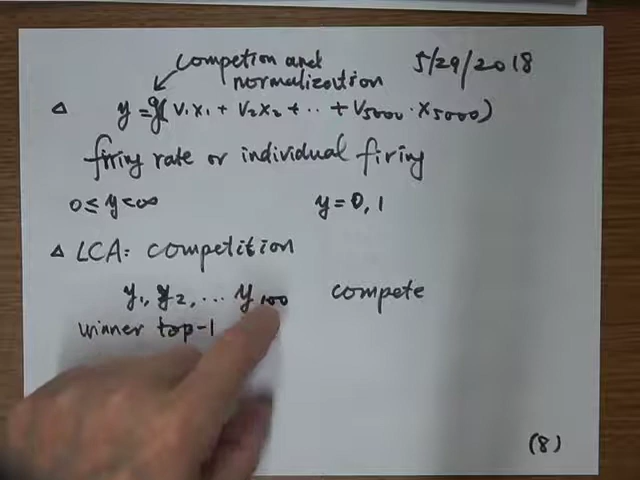 competion and
normalization
5/29/2018
△ y = g( v₁x₁ + v₂x₂ + ·· + v₅₀₀₀ · x₅₀₀₀)
firing rate or individual firing
0 ≤ y < ∞ y = 0, 1
△ LCA: competition
y₁, y₂, ... y₁₀₀ compete
winner top-1
(8)